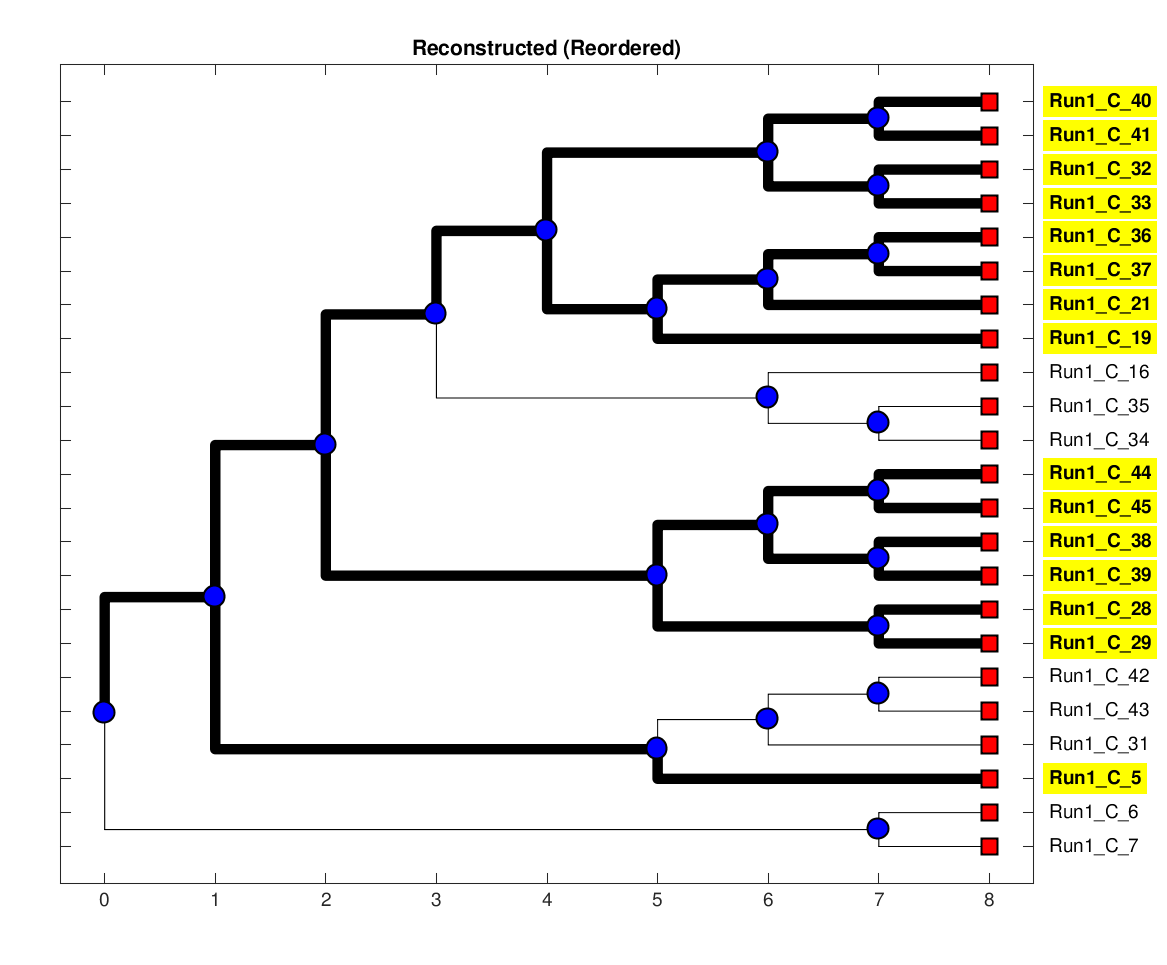 Reconstructed (Reordered)
Run1_C_40
Run1_C_41
Run1_C_32
Run1_C_33
Run1_C_36
Run1_C_37
Run1_C_21
Run1_C_19
Run1_C_16
Run1_C_35
Run1_C_34
Run1_C_44
Run1_C_45
Run1_C_38
Run1_C_39
Run1_C_28
Run1_C_29
Run1_C_42
Run1_C_43
Run1_C_31
Run1_C_5
Run1_C_6
Run1_C_7
0 1 2 3 4 5 6 7 8